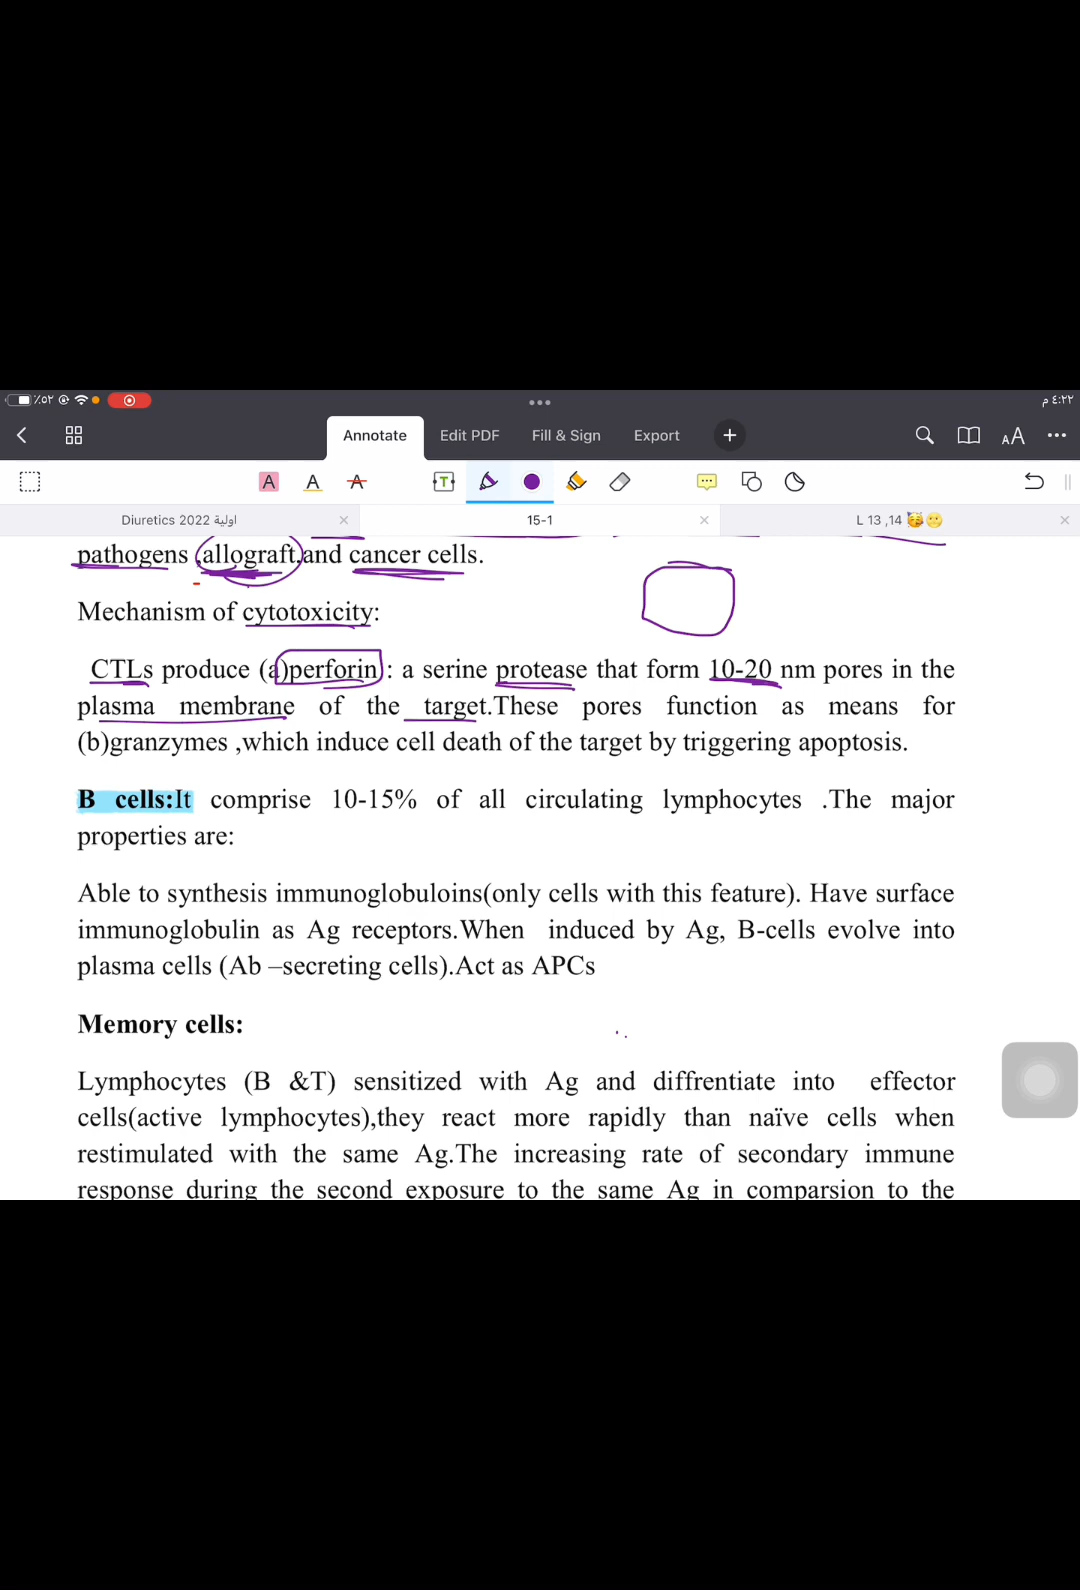 ٪٥٢
٤:٢٢ م
Annotate Edit PDF Fill & Sign Export +
AA
A A A T
Diuretics 2022 اولية × 15-1 × L 13 ,14 🥳🙂 ×
pathogens ,allograft,and cancer cells.
Mechanism of cytotoxicity:
CTLs produce (a)perforin : a serine protease that form 10-20 nm pores in the
plasma membrane of the target.These pores function as means for
(b)granzymes ,which induce cell death of the target by triggering apoptosis.
B cells:It comprise 10-15% of all circulating lymphocytes .The major
properties are:
Able to synthesis immunoglobuloins(only cells with this feature). Have surface
immunoglobulin as Ag receptors.When induced by Ag, B-cells evolve into
plasma cells (Ab –secreting cells).Act as APCs
Memory cells:
Lymphocytes (B &T) sensitized with Ag and diffrentiate into effector
cells(active lymphocytes),they react more rapidly than naïve cells when
restimulated with the same Ag.The increasing rate of secondary immune
response during the second exposure to the same Ag in comparsion to the